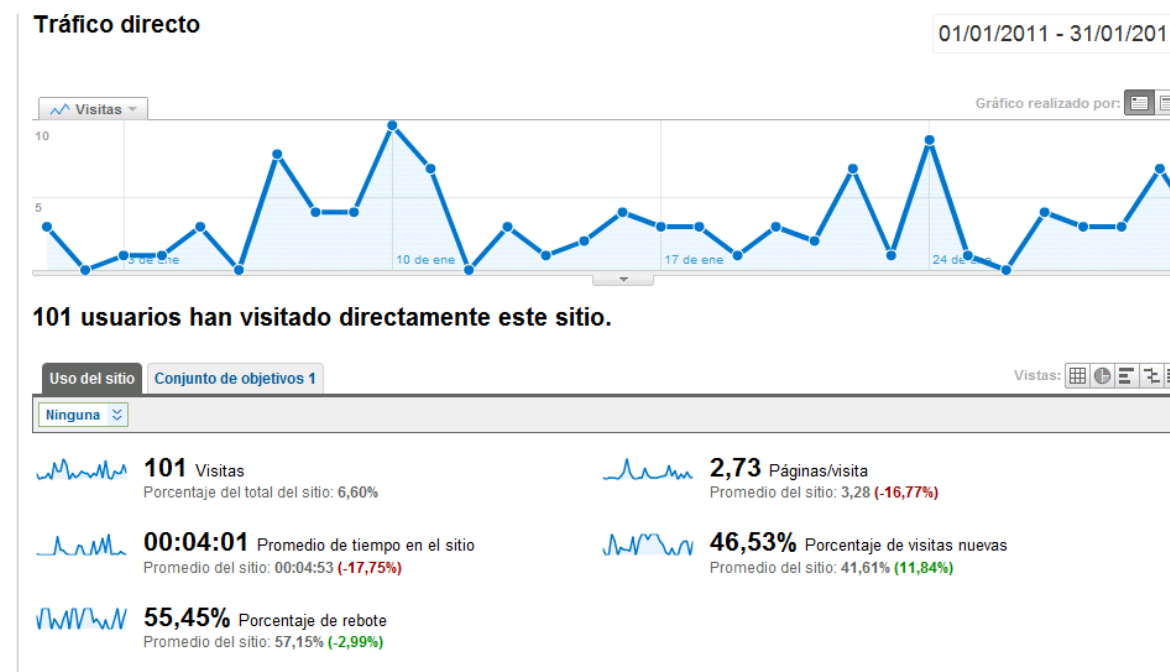 Tráfico directo
01/01/2011 - 31/01/201
Visitas
Gráfico realizado por:
10
5
3 de ene
10 de ene
17 de ene
24 de ene
101 usuarios han visitado directamente este sitio.
Uso del sitio
Conjunto de objetivos 1
Vistas:
Ninguna
101 Visitas
Porcentaje del total del sitio: 6,60%
2,73 Páginas/visita
Promedio del sitio: 3,28 (-16,77%)
00:04:01 Promedio de tiempo en el sitio
Promedio del sitio: 00:04:53 (-17,75%)
46,53% Porcentaje de visitas nuevas
Promedio del sitio: 41,61% (11,84%)
55,45% Porcentaje de rebote
Promedio del sitio: 57,15% (-2,99%)